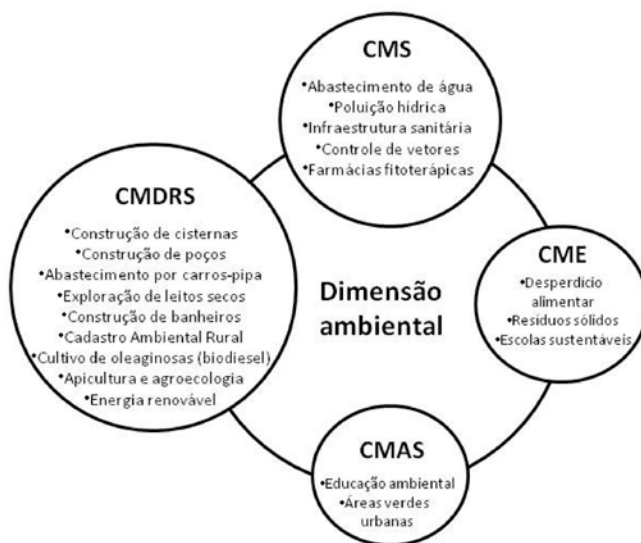 CMS
•Abastecimento de água
•Poluição hídrica
•Infraestrutura sanitária
•Controle de vetores
•Farmácias fitoterápicas
CMDRS
•Construção de cisternas
•Construção de poços
•Abastecimento por carros-pipa
•Exploração de leitos secos
•Construção de banheiros
•Cadastro Ambiental Rural
•Cultivo de oleaginosas (biodiesel)
•Apicultura e agroecologia
•Energia renovável
Dimensão
ambiental
CME
•Desperdício
alimentar
•Resíduos sólidos
•Escolas sustentáveis
CMAS
•Educação ambiental
•Áreas verdes
urbanas